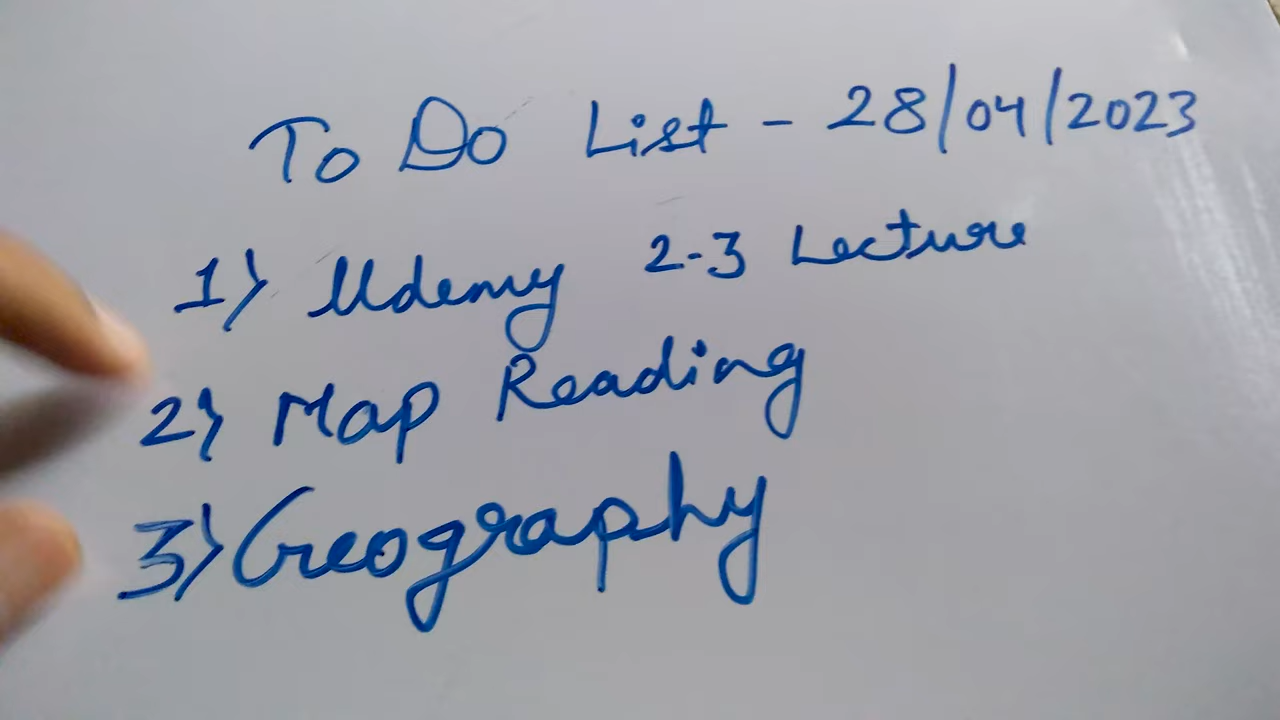 To Do List - 28/04/2023
1) Udemy 2-3 Lecture
2) Map Reading
3) Geography